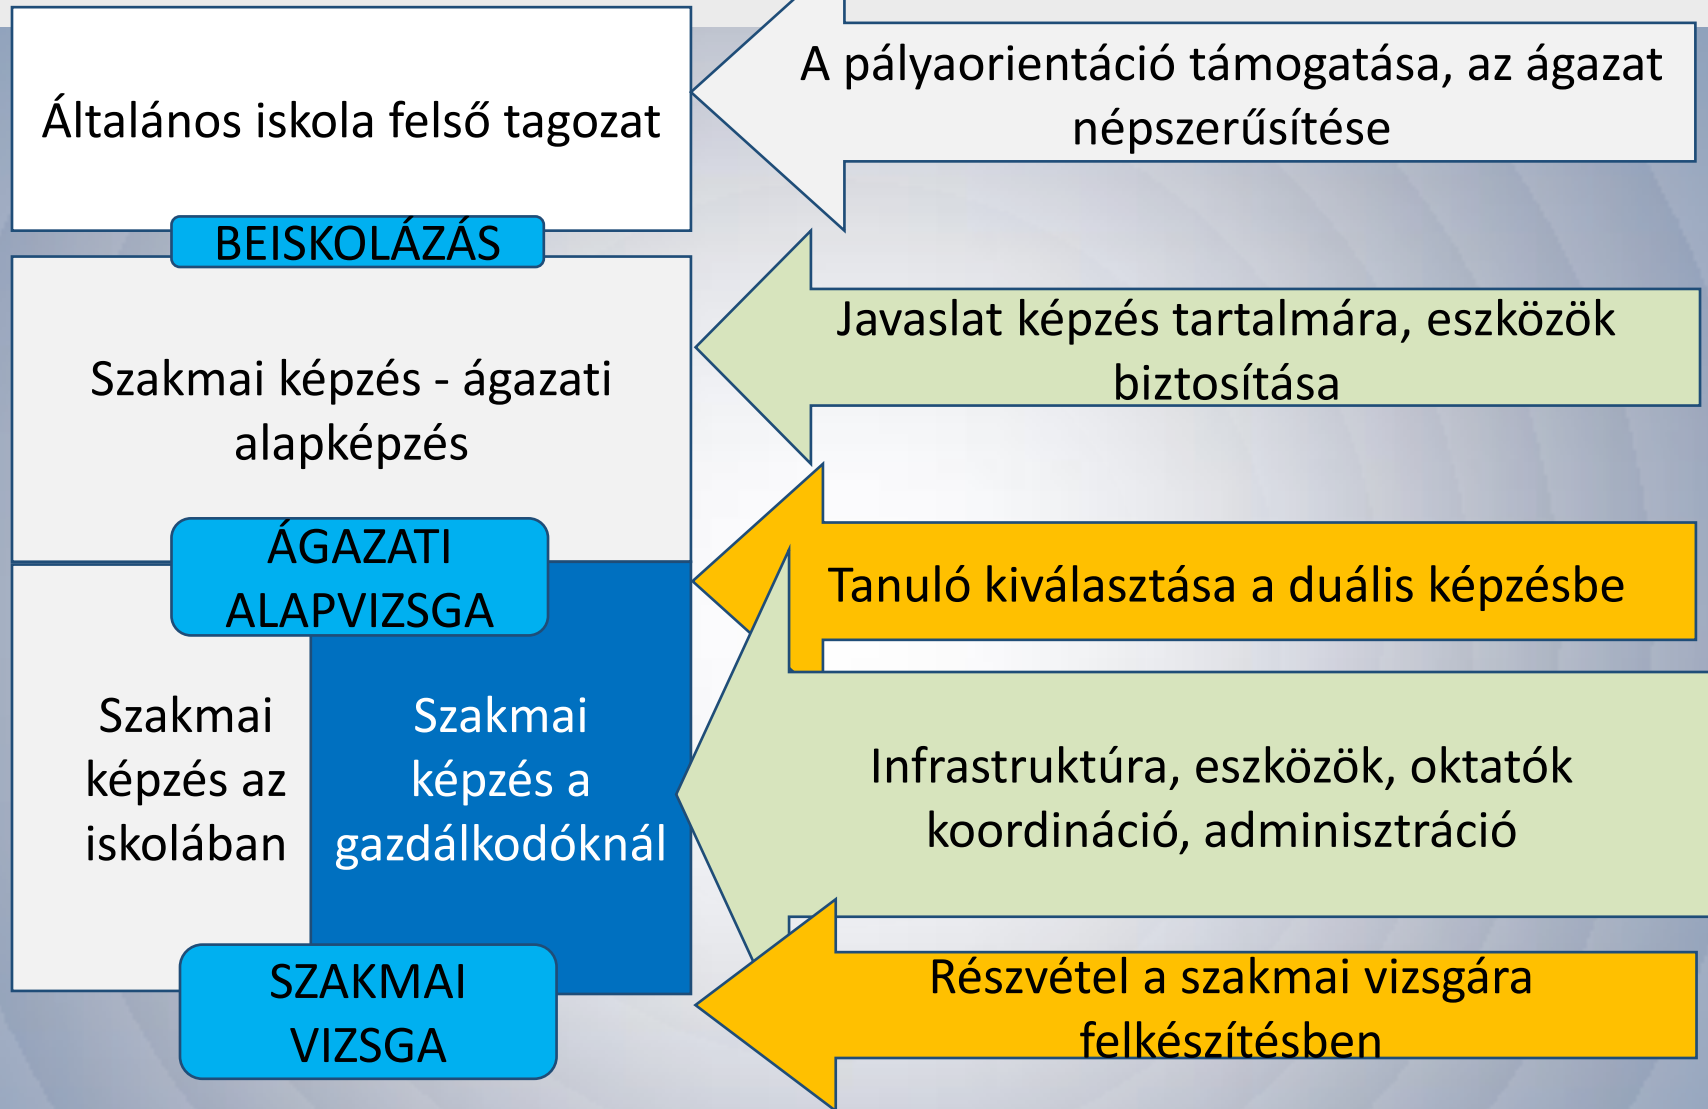 Általános iskola felső tagozat
A pályaorientáció támogatása, az ágazat
népszerűsítése
BEISKOLÁZÁS
Szakmai képzés - ágazati
alapképzés
Javaslat képzés tartalmára, eszközök
biztosítása
ÁGAZATI
ALAPVIZSGA
Tanuló kiválasztása a duális képzésbe
Szakmai
képzés az
iskolában
Szakmai
képzés a
gazdálkodóknál
Infrastruktúra, eszközök, oktatók
koordináció, adminisztráció
SZAKMAI
VIZSGA
Részvétel a szakmai vizsgára
felkészítésben